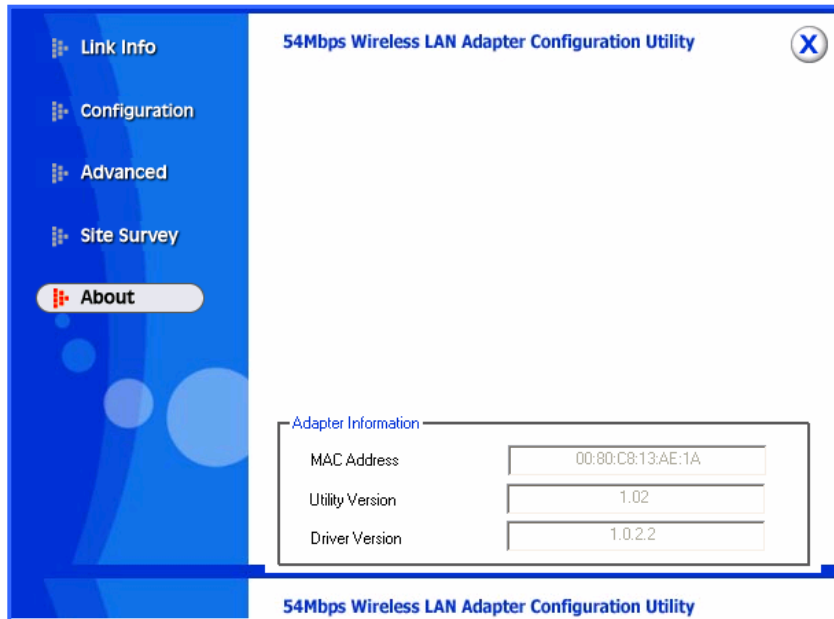 54Mbps Wireless LAN Adapter Configuration Utility
X
Link Info
Configuration
Advanced
Site Survey
About
Adapter Information
MAC Address 00:80:C8:13:AE:1A
Utility Version 1.02
Driver Version 1.0.2.2
54Mbps Wireless LAN Adapter Configuration Utility